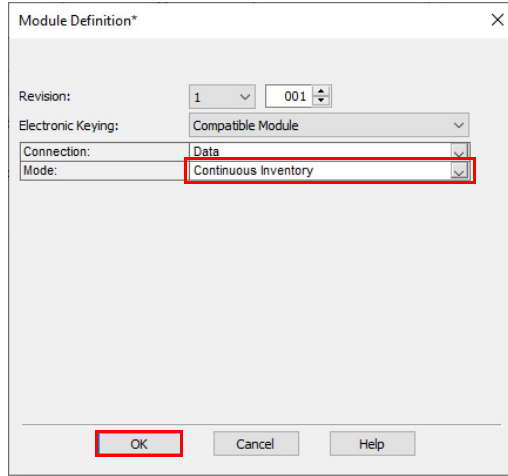 Module Definition*
Revision: 1 001
Electronic Keying: Compatible Module
Connection: Data
Mode: Continuous Inventory
OK Cancel Help